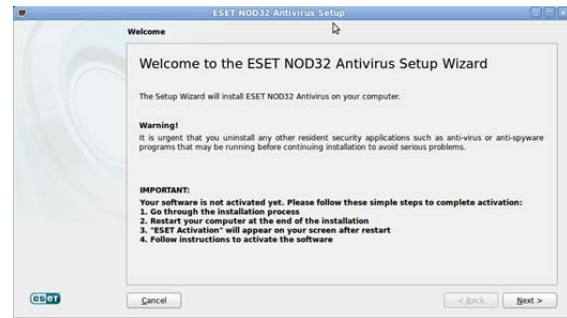 ESET NOD32 Antivirus Setup
Welcome
Welcome to the ESET NOD32 Antivirus Setup Wizard
The Setup Wizard will install ESET NOD32 Antivirus on your computer.
Warning!
It is urgent that you uninstall any other resident security applications such as anti-virus or anti-spyware
programs that may be running before continuing installation to avoid serious problems.
IMPORTANT:
Your software is not activated yet. Please follow these simple steps to complete activation:
1. Go through the installation process
2. Restart your computer at the end of the installation
3. "ESET Activation" will appear on your screen after restart
4. Follow instructions to activate the software
eset
Cancel
< Back
Next >